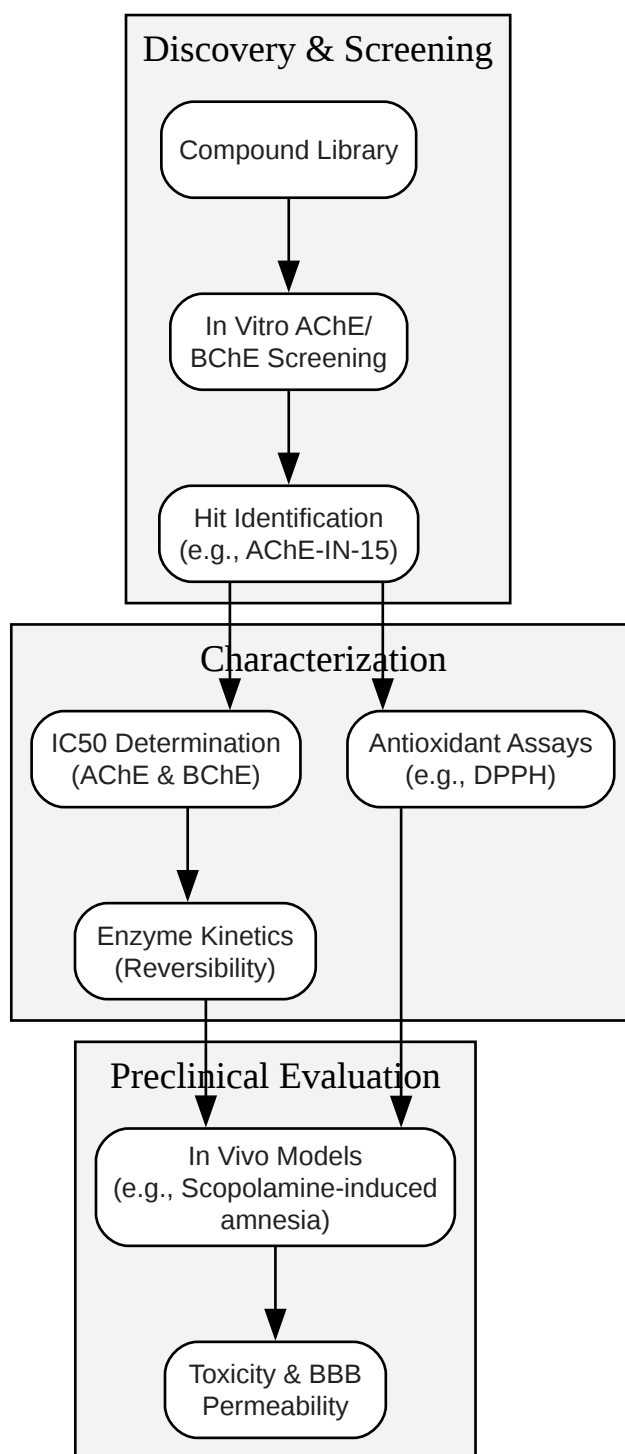 Discovery & Screening
Compound Library
In Vitro AChE/
BChE Screening
Hit Identification
(e.g., AChE-IN-15)
Characterization
IC50 Determination
(AChE & BChE)
Antioxidant Assays
(e.g., DPPH)
Enzyme Kinetics
(Reversibility)
Preclinical Evaluation
In Vivo Models
(e.g., Scopolamine-induced
amnesia)
Toxicity & BBB
Permeability